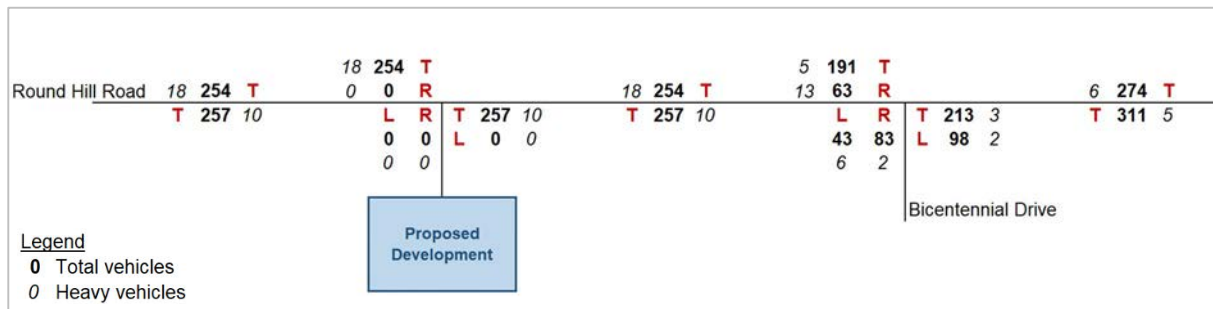 18 254 T 5 191 T
Round Hill Road 18 254 T 0 0 R 18 254 T 13 63 R 6 274 T
T 257 10 L R T 257 10 T 257 10 L R T 213 3 T 311 5
0 0 L 0 0 43 83 L 98 2
0 0 6 2
Bicentennial Drive
Proposed
Development
Legend
0 Total vehicles
0 Heavy vehicles